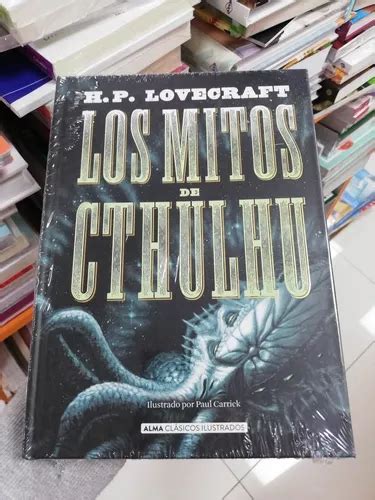 H.P. LOVECRAFT
LOS MITOS
DE
CTHULHU
Ilustrado por Paul Carrick
ALMA CLÁSICOS ILUSTRADOS